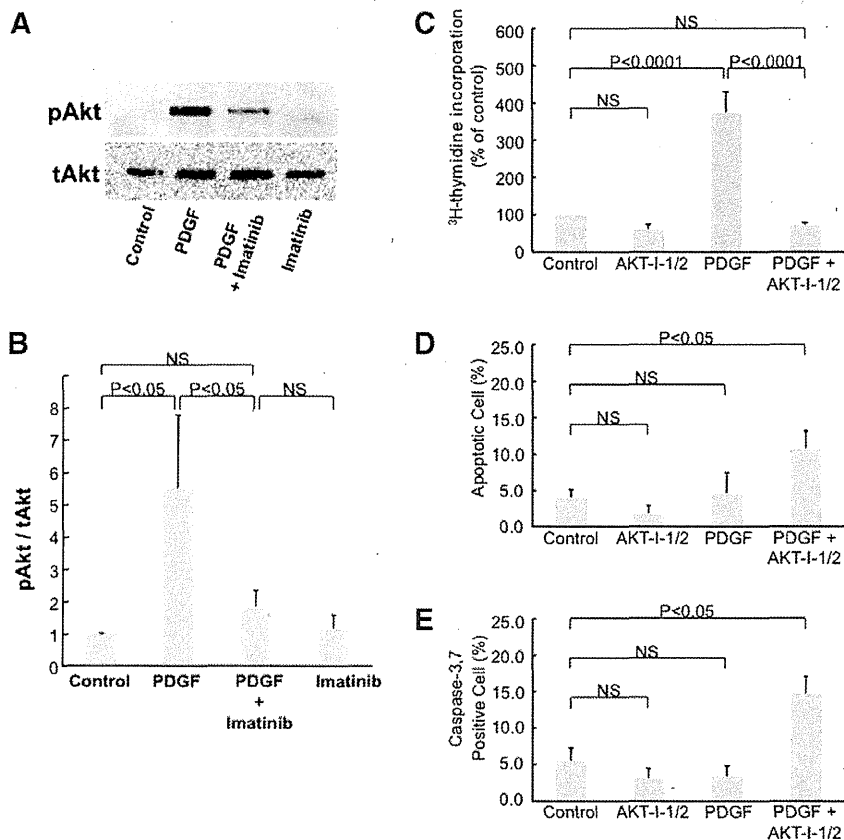 A
pAkt
tAkt
Control
PDGF
PDGF
+ Imatinib
Imatinib
B
NS
P<0.05
P<0.05
NS
8
7
6
5
4
3
2
1
0
pAkt / tAkt
Control
PDGF
PDGF
+
Imatinib
Imatinib
C
NS
P<0.0001
P<0.0001
NS
600
500
400
300
200
100
0
³H-thymidine incorporation
(% of control)
Control
AKT-I-1/2
PDGF
PDGF +
AKT-I-1/2
D
P<0.05
NS
NS
25.0
20.0
15.0
10.0
5.0
0.0
Apoptotic Cell (%)
Control
AKT-I-1/2
PDGF
PDGF +
AKT-I-1/2
E
P<0.05
NS
NS
25.0
20.0
15.0
10.0
5.0
0.0
Caspase-3,7
Positive Cell (%)
Control
AKT-I-1/2
PDGF
PDGF +
AKT-I-1/2